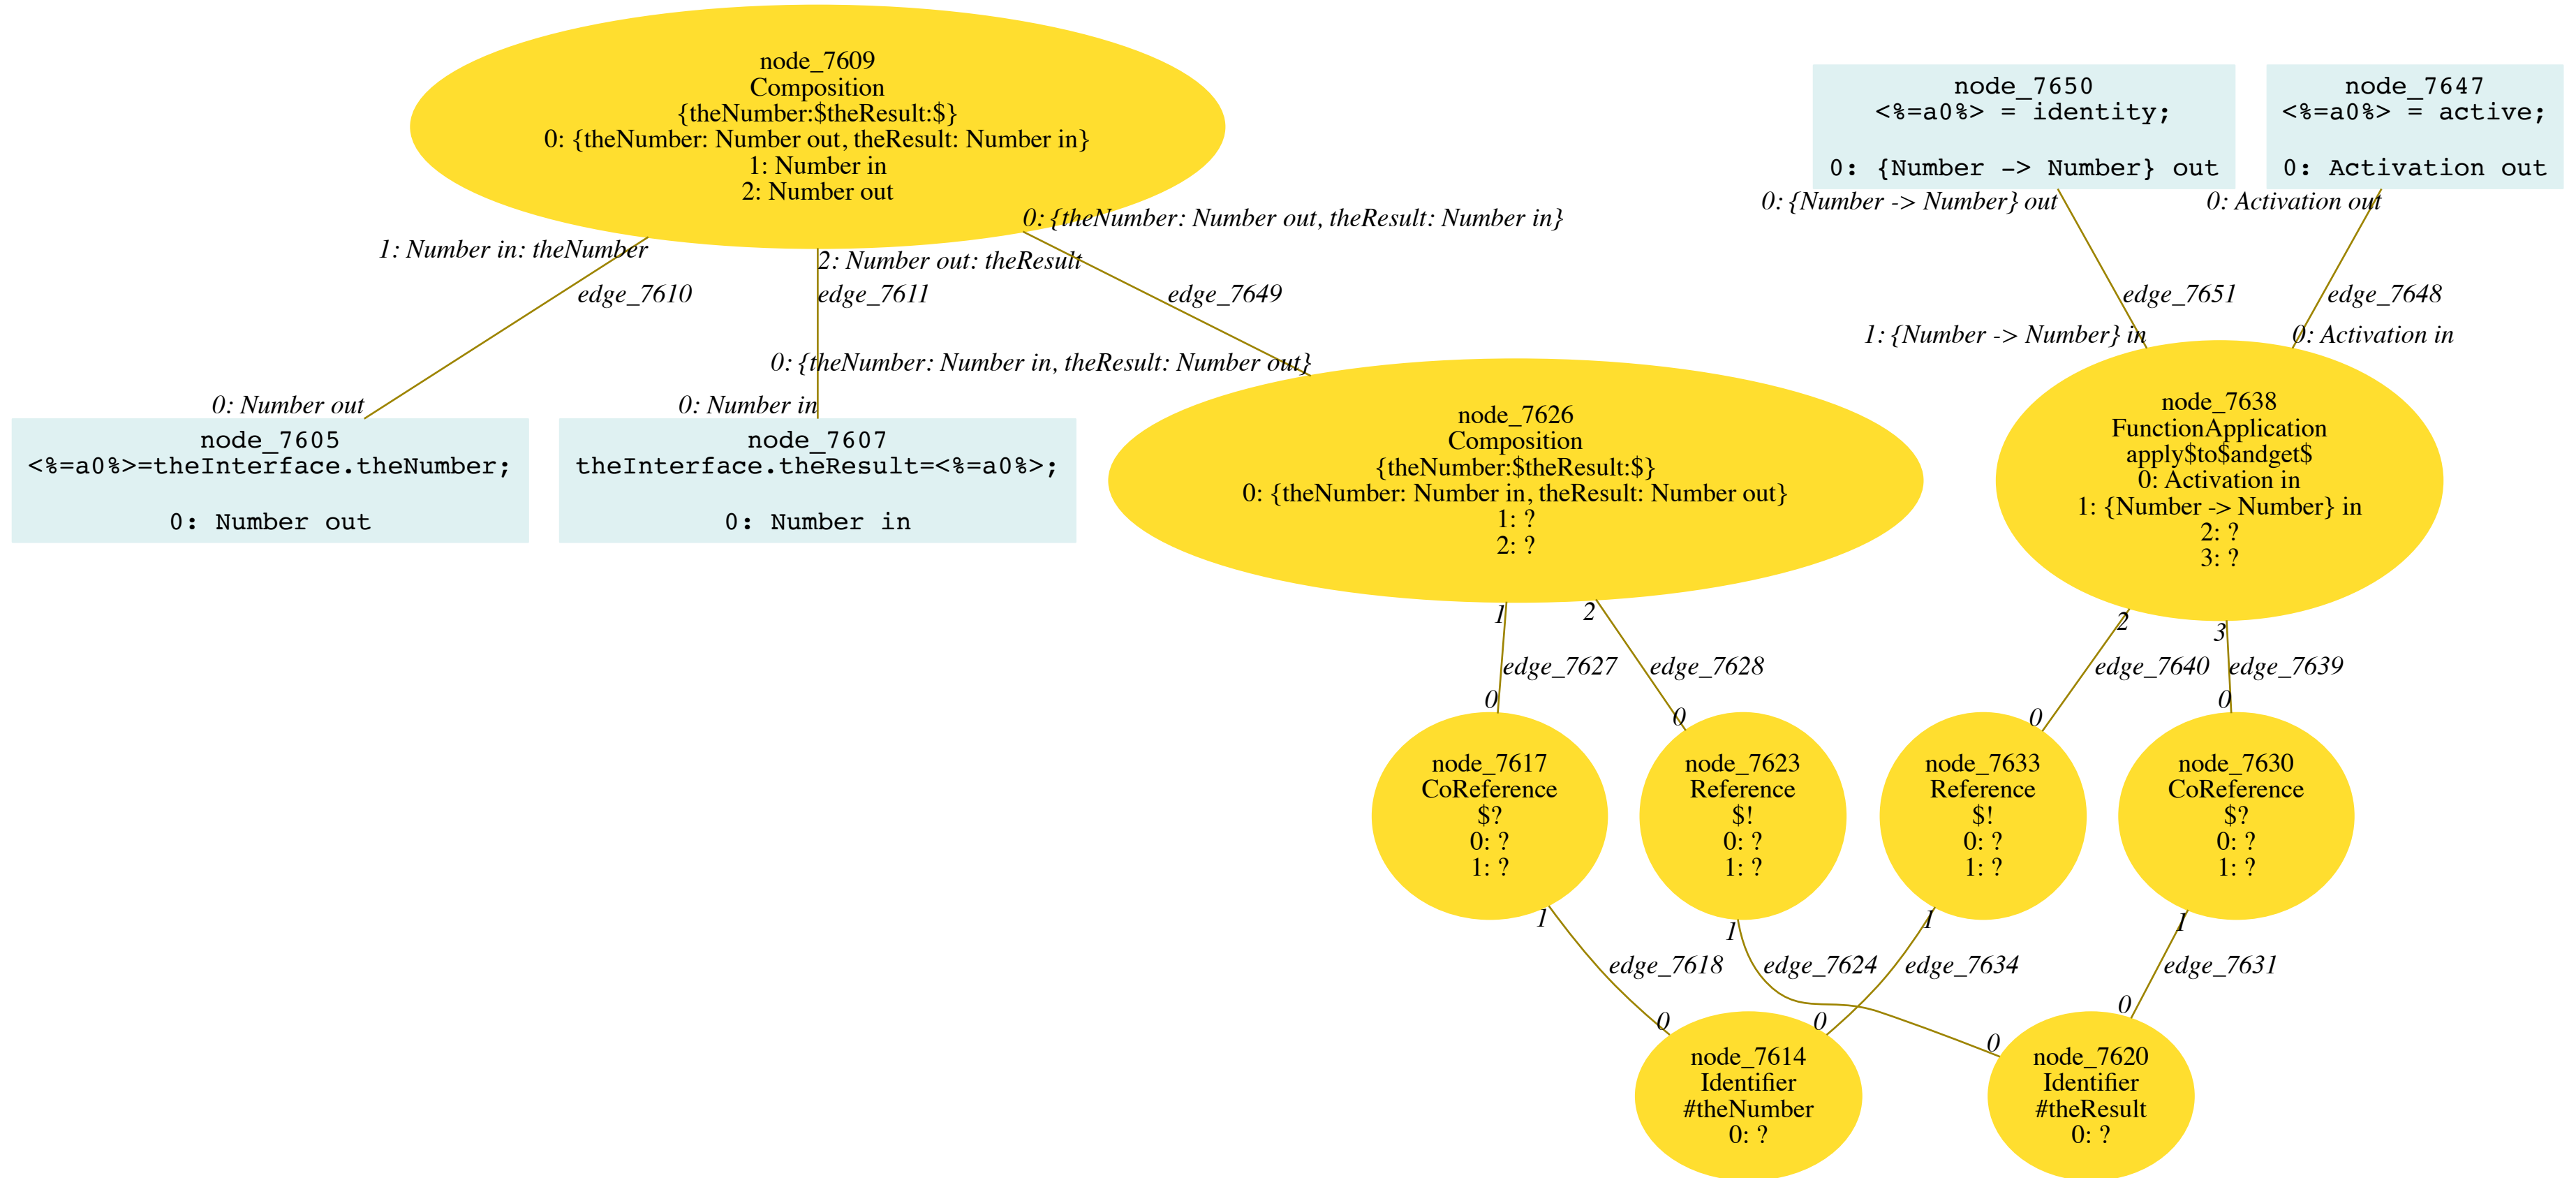 node_7609
Composition
{theNumber:$theResult:$}
0: {theNumber: Number out, theResult: Number in}
1: Number in
2: Number out
node_7650
<%=a0%> = identity;
0: {Number -> Number} out
node_7647
<%=a0%> = active;
0: Activation out
1: Number in: theNumber
2: Number out: theResult
0: {theNumber: Number out, theResult: Number in}
0: {Number -> Number} out
0: Activation out
edge_7610
edge_7611
edge_7649
edge_7651
edge_7648
0: Number out
0: Number in
0: {theNumber: Number in, theResult: Number out}
1: {Number -> Number} in
0: Activation in
node_7605
<%=a0%>=theInterface.theNumber;
0: Number out
node_7607
theInterface.theResult=<%=a0%>;
0: Number in
node_7626
Composition
{theNumber:$theResult:$}
0: {theNumber: Number in, theResult: Number out}
1: ?
2: ?
node_7638
FunctionApplication
apply$to$andget$
0: Activation in
1: {Number -> Number} in
2: ?
3: ?
1
2
2
3
edge_7627
edge_7628
edge_7640
edge_7639
0
0
0
0
node_7617
CoReference
$?
0: ?
1: ?
node_7623
Reference
$!
0: ?
1: ?
node_7633
Reference
$!
0: ?
1: ?
node_7630
CoReference
$?
0: ?
1: ?
1
1
1
1
edge_7618
edge_7624
edge_7634
edge_7631
0
0
0
0
node_7614
Identifier
#theNumber
0: ?
node_7620
Identifier
#theResult
0: ?